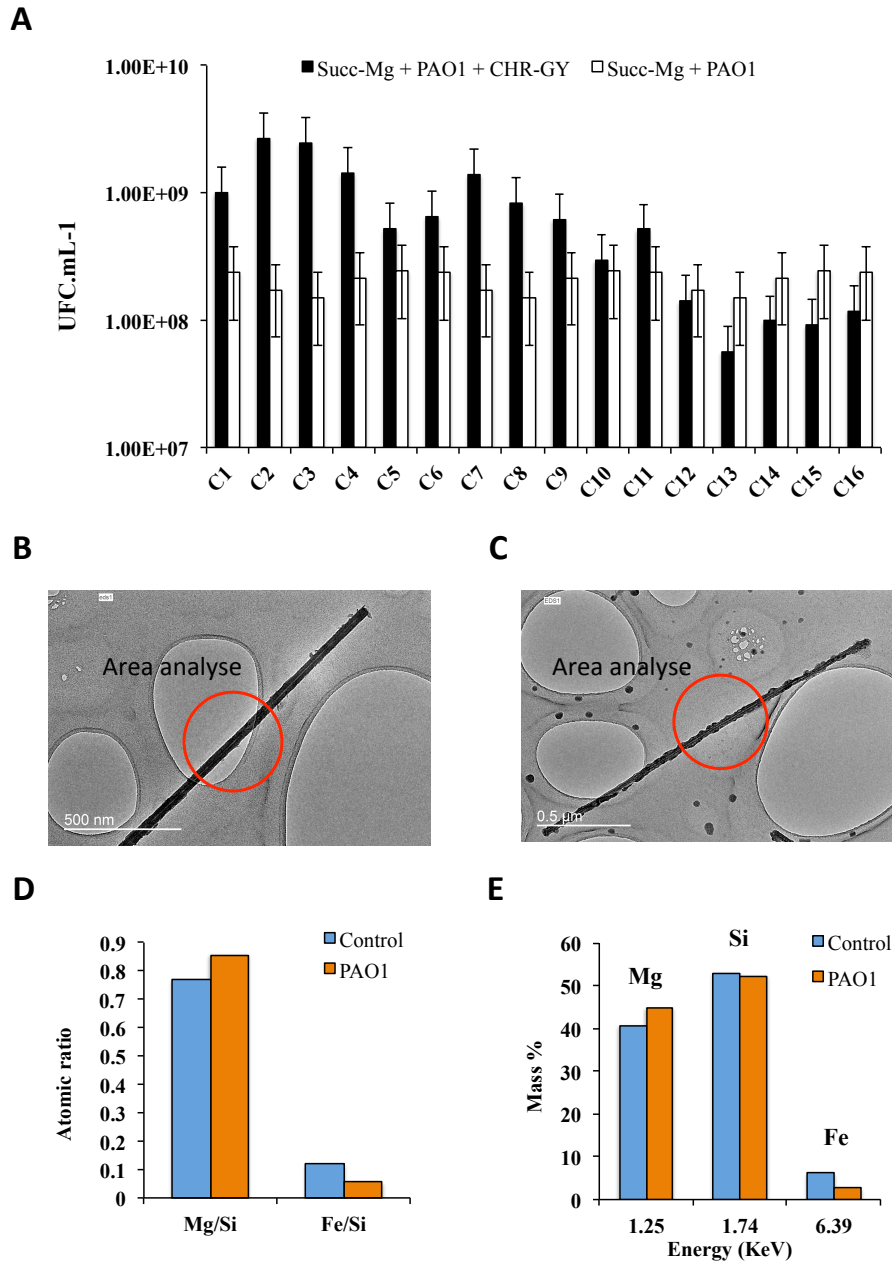 A
1.00E+10
Succ-Mg + PAO1 + CHR-GY
Succ-Mg + PAO1
1.00E+09
1.00E+08
1.00E+07
UFC.mL-1
C1 C2 C3 C4 C5 C6 C7 C8 C9 C10 C11 C12 C13 C14 C15 C16
B
C
eds1
Area analyse
500 nm
EDS1
Area analyse
0.5 µm
D
E
0.9
0.8
0.7
0.6
0.5
0.4
0.3
0.2
0.1
0
Atomic ratio
Control
PAO1
Mg/Si Fe/Si
60
50
40
30
20
10
0
Mass %
Mg
Si
Fe
Control
PAO1
1.25 1.74 6.39
Energy (KeV)